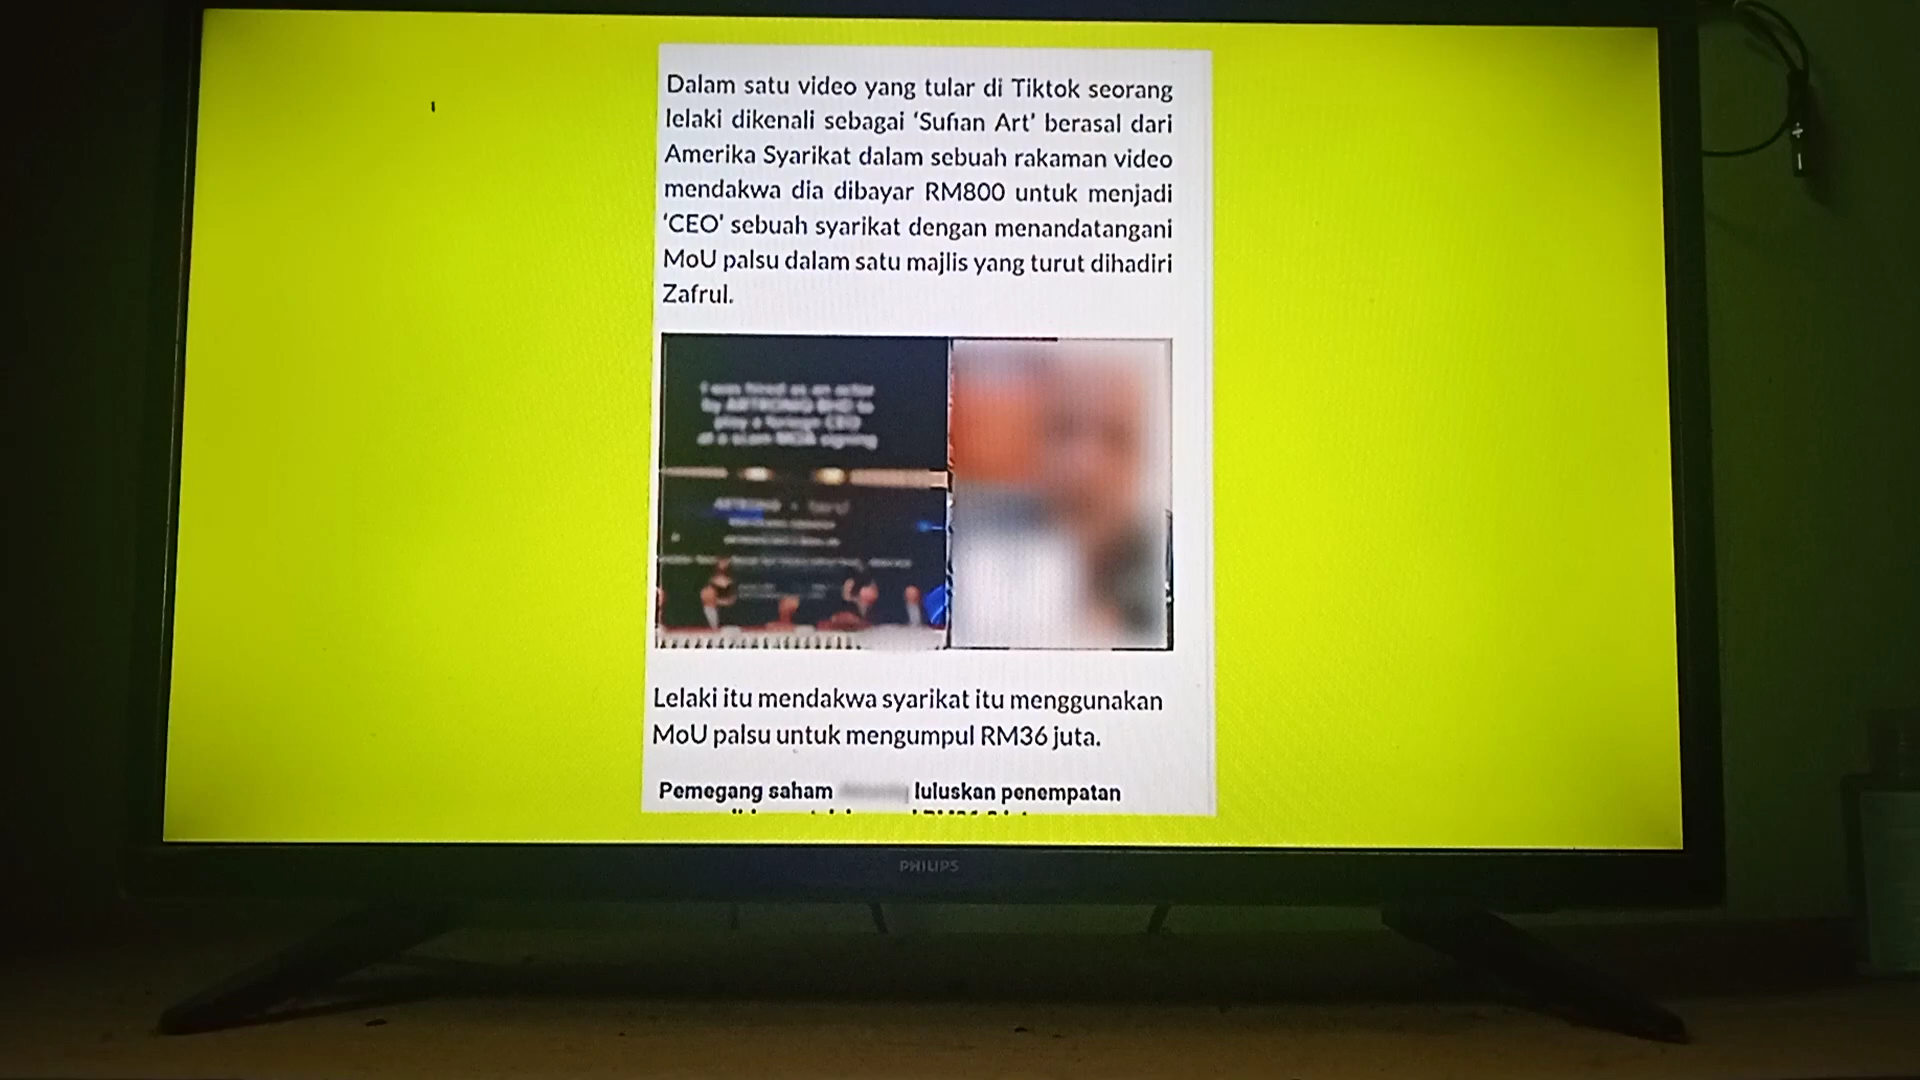 Dalam satu video yang tular di Tiktok seorang
lelaki dikenali sebagai ‘Sufian Art’ berasal dari
Amerika Syarikat dalam sebuah rakaman video
mendakwa dia dibayar RM800 untuk menjadi
‘CEO’ sebuah syarikat dengan menandatangani
MoU palsu dalam satu majlis yang turut dihadiri
Zafrul.
Lelaki itu mendakwa syarikat itu menggunakan
MoU palsu untuk mengumpul RM36 juta.
Pemegang saham luluskan penempatan
PHILIPS